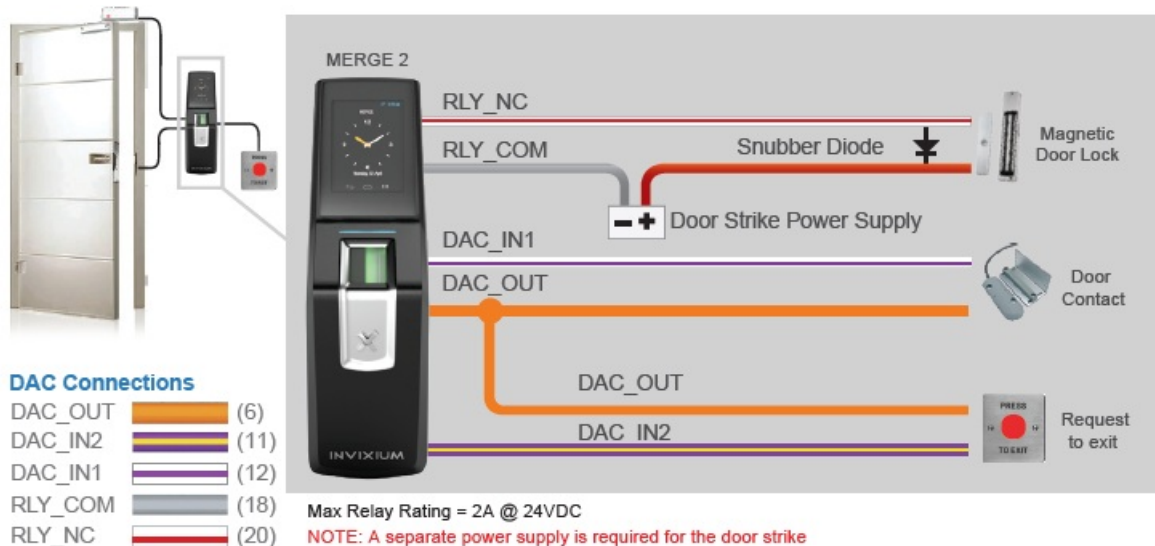 MERGE 2
RLY_NC
RLY_COM
Snubber Diode
Magnetic
Door Lock
Door Strike Power Supply
DAC_IN1
DAC_OUT
Door
Contact
DAC_OUT
DAC IN2
PRESS
TO EXIT
Request
to exit
INVIXIUM
DAC Connections
DAC_OUT (6)
DAC_IN2 (11)
DAC_IN1 (12)
RLY_COM (18)
RLY_NC (20)
Max Relay Rating = 2A @ 24VDC
NOTE: A separate power supply is required for the door strike